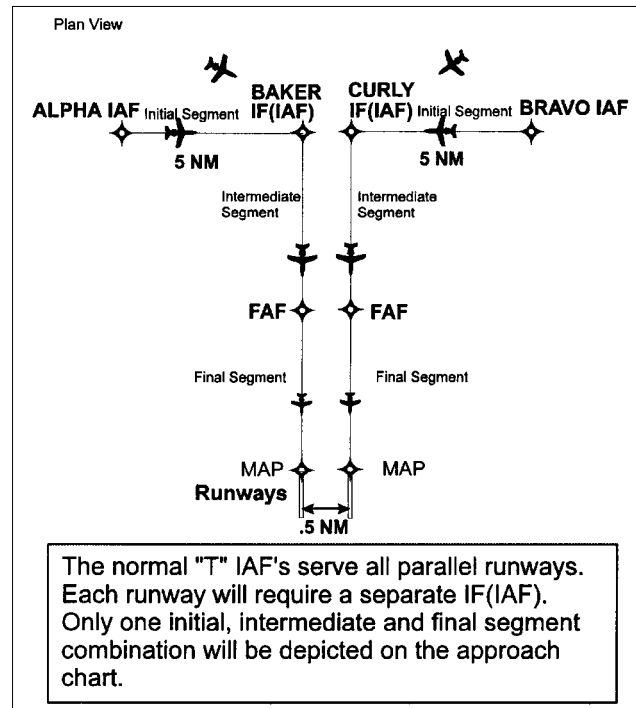 Plan View
BAKER
IF(IAF)
CURLY
IF(IAF)
ALPHA IAF
Initial Segment
Initial Segment
BRAVO IAF
5 NM
5 NM
Intermediate
Segment
Intermediate
Segment
FAF
FAF
Final Segment
Final Segment
MAP
MAP
Runways
.5 NM
The normal "T" IAF's serve all parallel runways.
Each runway will require a separate IF(IAF).
Only one initial, intermediate and final segment
combination will be depicted on the approach
chart.